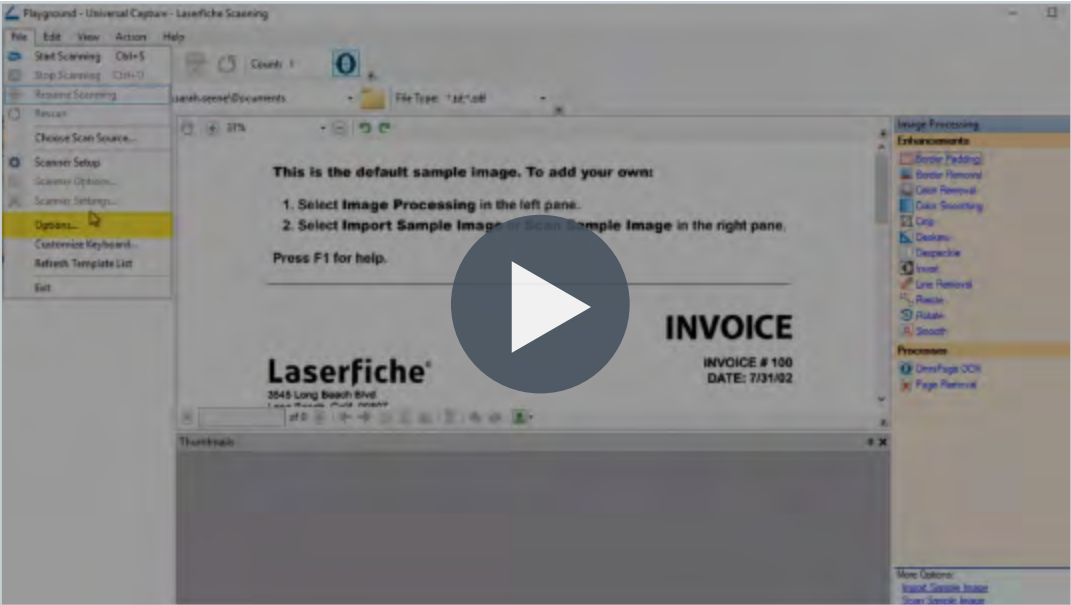 Playground - Universal Capture - Laserfiche Scanning
File Edit View Action Help
Start Scanning Ctrl+S
Stop Scanning
Resume Scanning
Rescan
Choose Scan Source...
Scanner Setup
Scanner Options...
Scanner Settings...
Options...
Customize Keyboard...
Refresh Template List
Exit
Count: 1
File Type:
31%
This is the default sample image. To add your own:
1. Select Image Processing in the left pane.
2. Select Import Sample Image or Scan Sample Image in the right pane.
Press F1 for help.
INVOICE
INVOICE # 100
DATE: 7/31/02
Laserfiche®
3545 Long Beach Blvd
of 0
Thumbnails
Image Processing
Enhancements
Border Padding
Border Removal
Color Removal
Color Smoothing
Crop
Deskew
Despeckle
Invert
Line Removal
Resize
Rotate
Smooth
Processes
OmniPage OCR
Page Removal
More Options:
Import Sample Image
Scan Sample Image